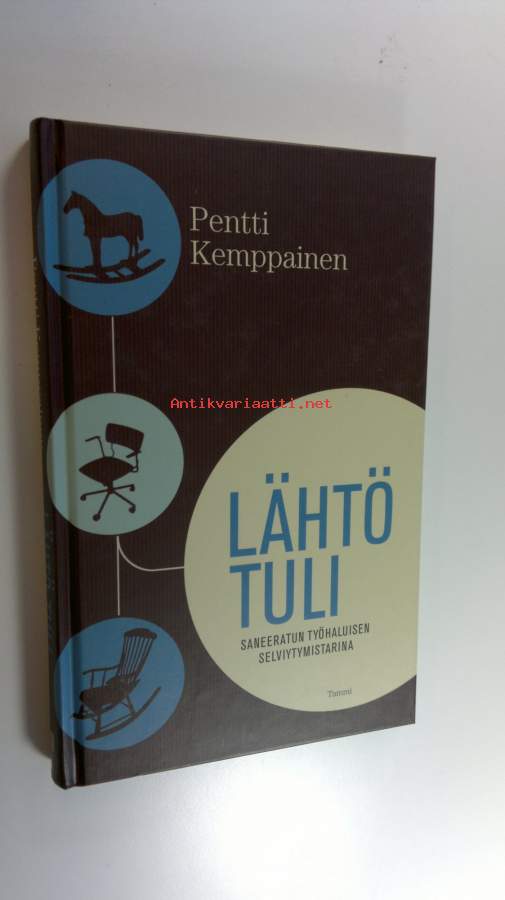 Pentti
Kemppainen
Antikvariaatti.net
LÄHTÖ
TULI
SANEERATUN TYÖHALUISEN
SELVIYTYMISTARINA
Tammi